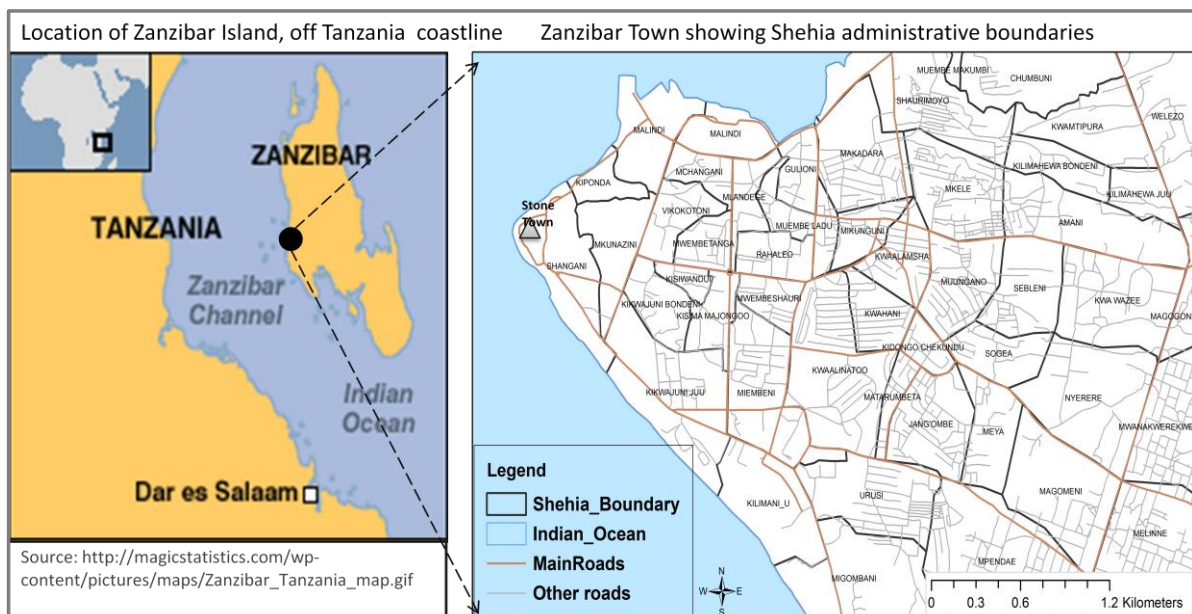 Location of Zanzibar Island, off Tanzania coastline
Zanzibar Town showing Shehia administrative boundaries
ZANZIBAR
TANZANIA
Zanzibar
Channel
Indian
Ocean
Dar es Salaam
Source: http://magicstatistics.com/wp-
content/pictures/maps/Zanzibar_Tanzania_map.gif
MUEMBE MAKUMBI
CHUMBUNI
SHAURIMOYO
WELEZO
MALINDI
MALINDI
KWAMTIPURA
MAKADARA
KILIMAHEWA BONDENI
MCHANGANI
GULIONI
KIPONDA
MKELE
KILIMAHEWA JUU
MLANDEGE
Stone
Town
VIKOKOTONI
MUEMBE LADU
AMANI
MIKUNGUNI
MKUNAZINI
MWEMBETANGA
RAHALEO
KWAALAMSHA
SHANGANI
MUUNGANO
KISIWANDUI
SEBLENI
KIKWAJUNI BONDENI
MWEMBESHAURI
KWA WAZEE
KISIMA MAJONGOO
KWAHANI
MAGOGON
KIDONGO CHEKUNDU
SOGEA
KWAALINATOO
KIKWAJUNI JUU
MIEMBENI
MATARUMBETA
NYERERE
JANG'OMBE
MEYA
MWANAKWEREKWE
Legend
Shehia_Boundary
Indian_Ocean
MainRoads
Other roads
KILIMANI_U
URUSI
MAGOMENI
MELINNE
MPENDAE
MIGOMBANI
N
W
E
S
0
0.3
0.6
1.2 Kilometers